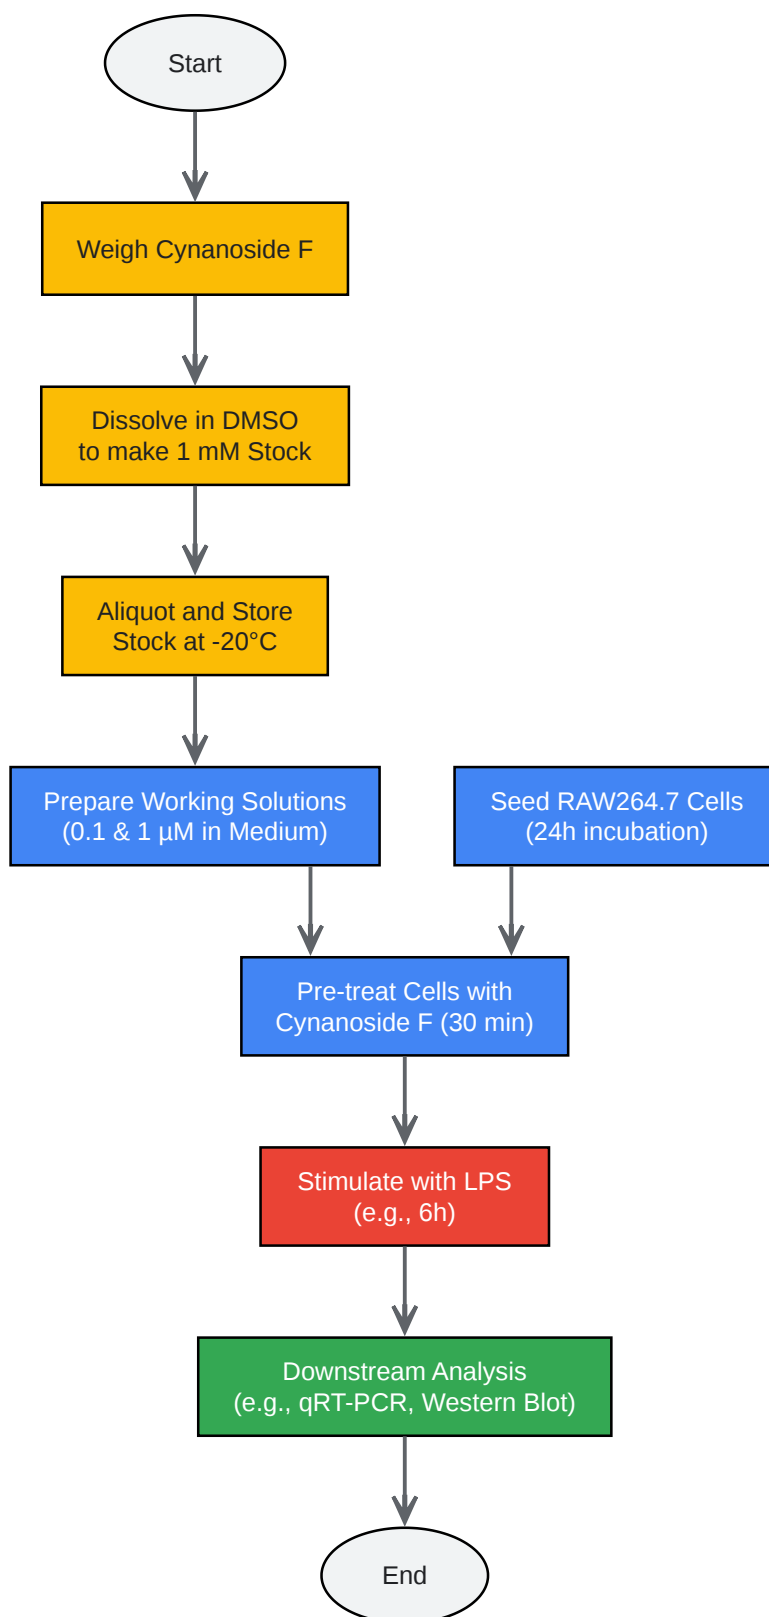 Start
Weigh Cynanoside F
Dissolve in DMSO
to make 1 mM Stock
Aliquot and Store
Stock at -20°C
Prepare Working Solutions
(0.1 & 1 µM in Medium)
Seed RAW264.7 Cells
(24h incubation)
Pre-treat Cells with
Cynanoside F (30 min)
Stimulate with LPS
(e.g., 6h)
Downstream Analysis
(e.g., qRT-PCR, Western Blot)
End